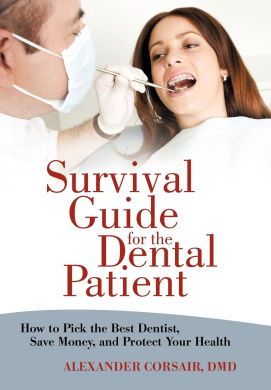 Survival
Guide
for the
Dental
Patient
How to Pick the Best Dentist,
Save Money, and Protect Your Health
ALEXANDER CORSAIR, DMD